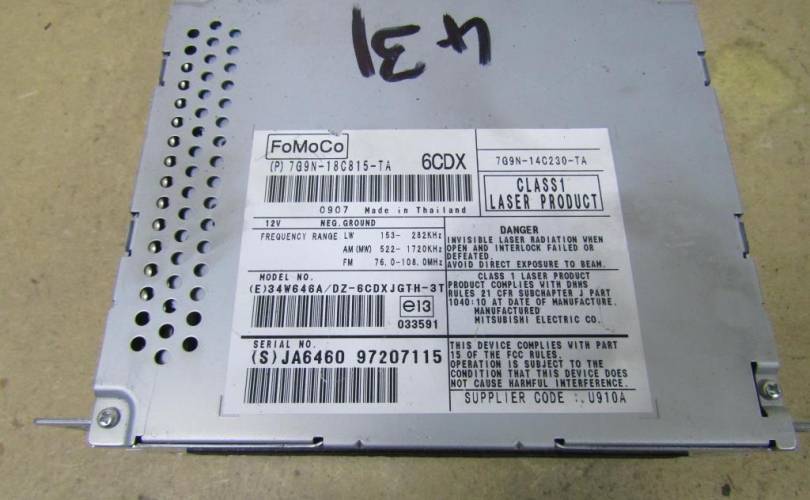 431
FoMoCo
(P) 7G9N-18C815-TA
6CDX
7G9N-14C230-TA
CLASS1
LASER PRODUCT
0907 Made in Thailand
12V NEG.GROUND
FREQUENCY RANGE LW 153- 282KHz
AM(MW) 522- 1720KHz
FM 76.0-108.0MHz
DANGER
INVISIBLE LASER RADIATION WHEN
OPEN AND INTERLOCK FAILED OR
DEFEATED.
AVOID DIRECT EXPOSURE TO BEAM.
MODEL NO.
(E)34W646A/DZ-6CDXJGTH-3T
e13
033591
CLASS 1 LASER PRODUCT
PRODUCT COMPLIES WITH DHHS
RULES 21 CFR SUBCHAPTER J PART
1040:10 AT DATE OF MANUFACTURE.
MANUFACTURED
MITSUBISHI ELECTRIC CO.
SERIAL NO.
(S)JA6460 97207115
THIS DEVICE COMPLIES WITH PART
15 OF THE FCC RULES.
OPERATION IS SUBJECT TO THE
CONDITION THAT THIS DEVICE DOES
NOT CAUSE HARMFUL INTERFERENCE.
SUPPLIER CODE :.U910A